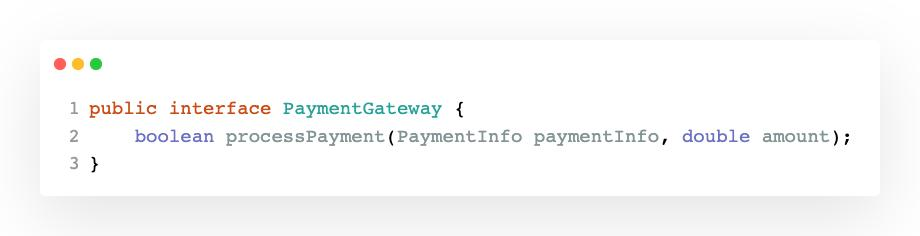 1 public interface PaymentGateway {
2     boolean processPayment(PaymentInfo paymentInfo, double amount);
3 }